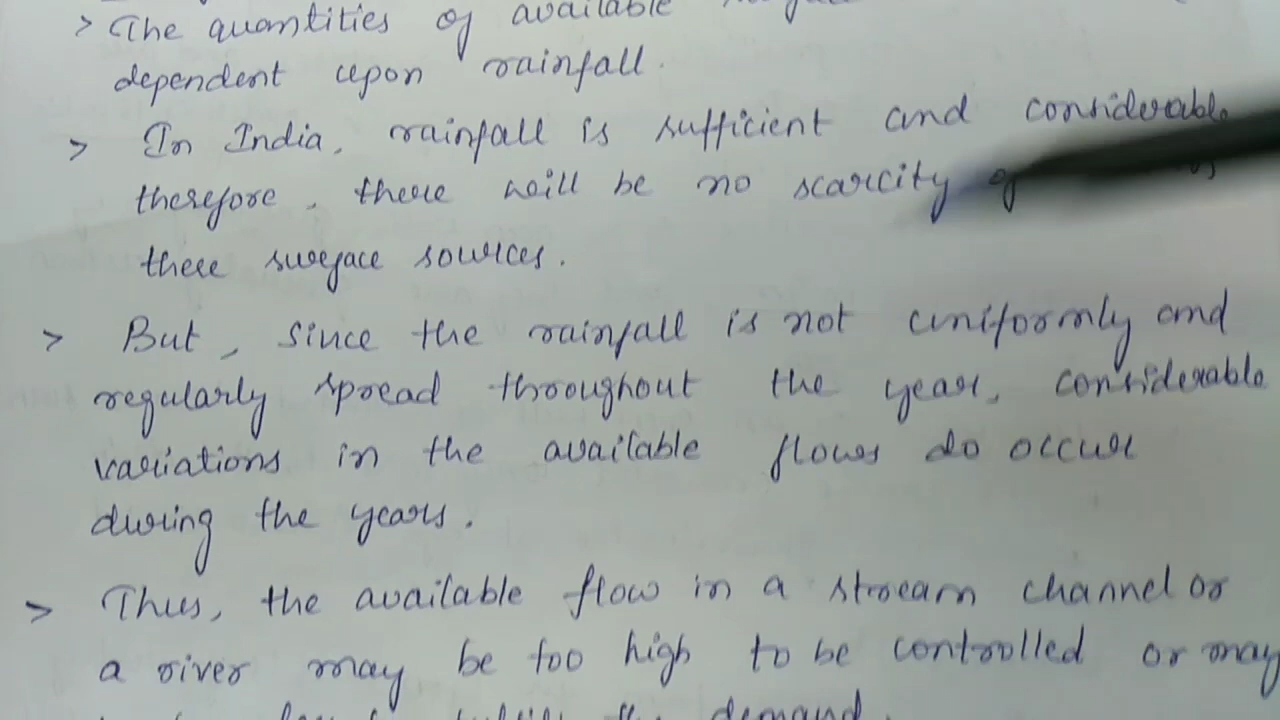 > The quantities of available
dependent upon rainfall.
> In India, rainfall is sufficient and considerable
therefore, there will be no scarcity
these surface sources.
> But, since the rainfall is not uniformly and
regularly spread throughout the year, considerable
variations in the available flows do occur
during the years.
> Thus, the available flow in a stream channel or
a river may be too high to be controlled or may
the demand.